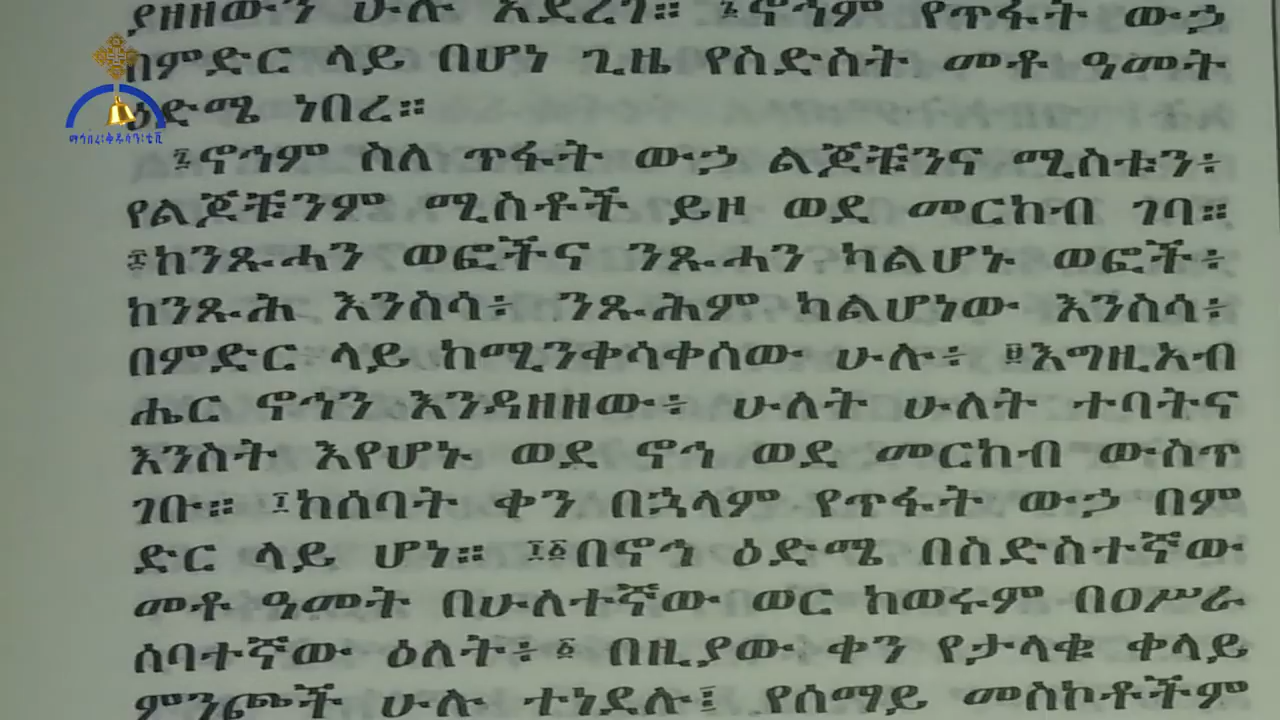 ያዘዘውን ሁሉ አደረገ። ፮ኖኅም የጥፋት ውኃ
በምድር ላይ በሆነ ጊዜ የስድስት መቶ ዓመት
ዕድሜ ነበረ።
፯ኖኅም ስለ ጥፋት ውኃ ልጆቹንና ሚስቱን፥
የልጆቹንም ሚስቶች ይዞ ወደ መርከብ ገባ።
፰ከንጹሓን ወፎችና ንጹሓን ካልሆኑ ወፎች፥
ከንጹሕ እንስሳ፥ ንጹሕም ካልሆነው እንስሳ፥
በምድር ላይ ከሚንቀሳቀሰው ሁሉ፥ ፱እግዚአብ
ሔር ኖኅን እንዳዘዘው፥ ሁለት ሁለት ተባትና
እንስት እየሆኑ ወደ ኖኅ ወደ መርከብ ውስጥ
ገቡ። ፲ከሰባት ቀን በኋላም የጥፋት ውኃ በም
ድር ላይ ሆነ። ፲፩በኖኅ ዕድሜ በስድስተኛው
መቶ ዓመት በሁለተኛው ወር ከወሩም በዐሥራ
ሰባተኛው ዕለት፥ ፩ በዚያው ቀን የታላቁ ቀላይ
ምንጮች ሁሉ ተነደሉ፤ የሰማይ መስኮቶችም